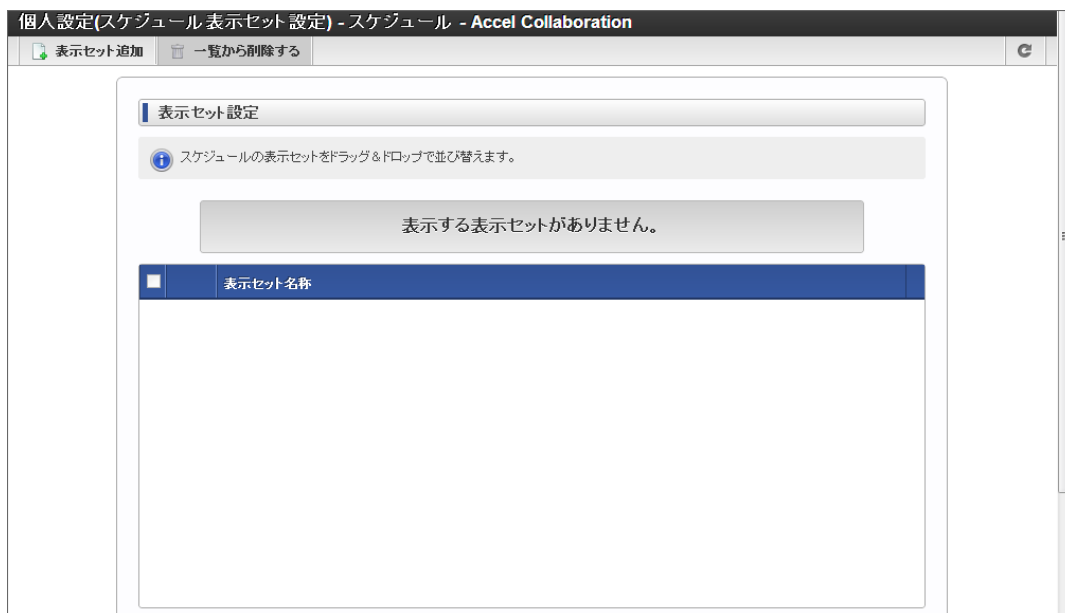 個人設定(スケジュール表示セット設定) - スケジュール - Accel Collaboration
表示セット追加 一覧から削除する
表示セット設定
スケジュールの表示セットをドラッグ&ドロップで並び替えます。
表示する表示セットがありません。
表示セット名称